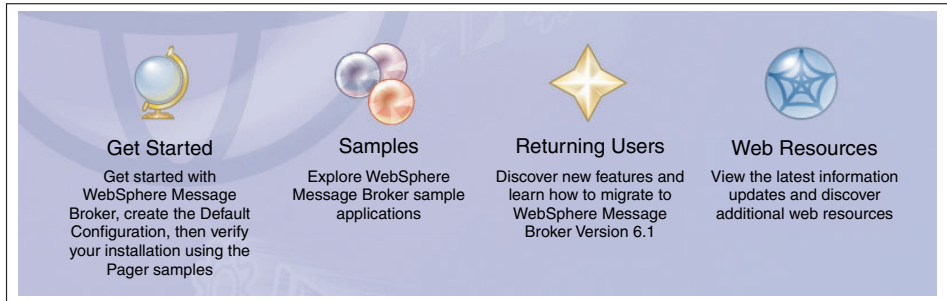 Get Started
Get started with
WebSphere Message
Broker, create the Default
Configuration, then verify
your installation using the
Pager samples
Samples
Explore WebSphere
Message Broker sample
applications
Returning Users
Discover new features and
learn how to migrate to
WebSphere Message
Broker Version 6.1
Web Resources
View the latest information
updates and discover
additional web resources